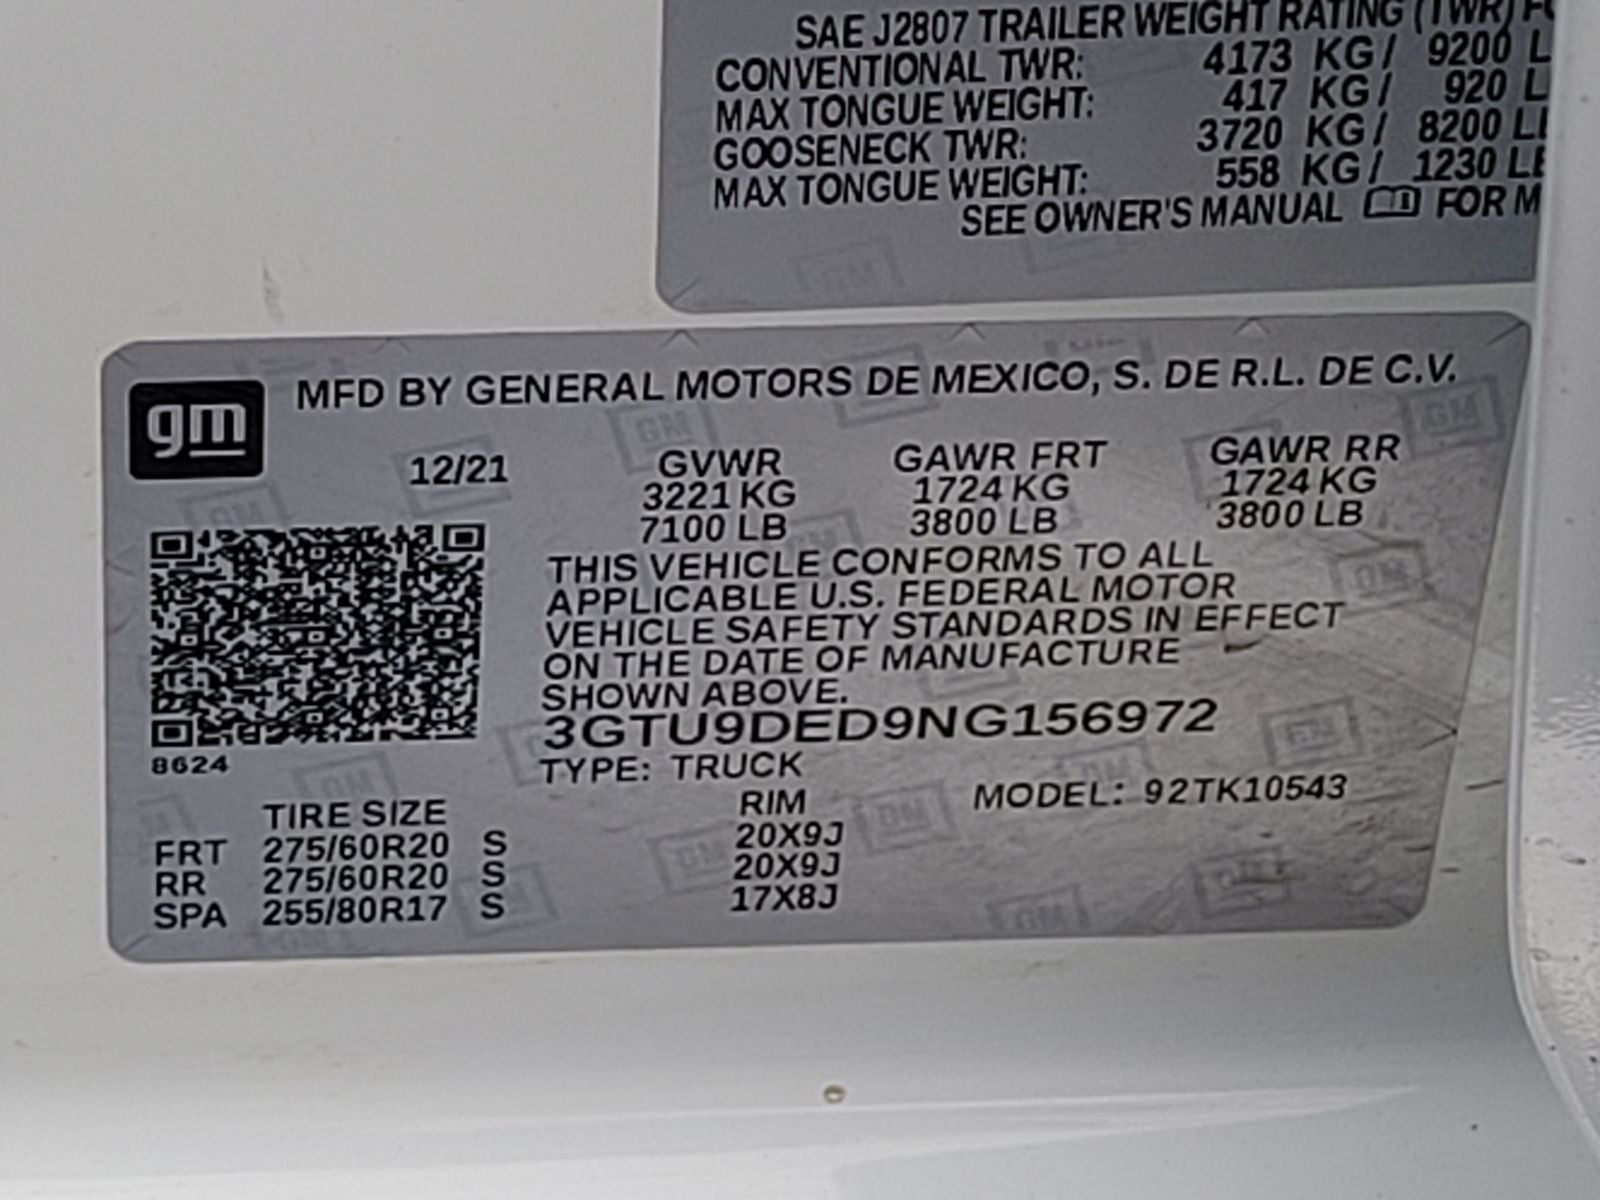 SAE J2807 TRAILER WEIGHT RATING (TWR)
CONVENTIONAL TWR: 4173 KG/ 9200 L
MAX TONGUE WEIGHT: 417 KG/ 920 L
GOOSENECK TWR: 3720 KG/ 8200 LB
MAX TONGUE WEIGHT: 558 KG/ 1230 LB
SEE OWNER'S MANUAL FOR M
gm
MFD BY GENERAL MOTORS DE MEXICO, S. DE R.L. DE C.V.
12/21 GVWR GAWR FRT GAWR RR
3221 KG 1724 KG 1724 KG
7100 LB 3800 LB 3800 LB
THIS VEHICLE CONFORMS TO ALL
APPLICABLE U.S. FEDERAL MOTOR
VEHICLE SAFETY STANDARDS IN EFFECT
ON THE DATE OF MANUFACTURE
SHOWN ABOVE.
3GTU9DED9NG156972
8624
TYPE: TRUCK
TIRE SIZE RIM MODEL: 92TK10543
FRT 275/60R20 S 20X9J
RR 275/60R20 S 20X9J
SPA 255/80R17 S 17X8J